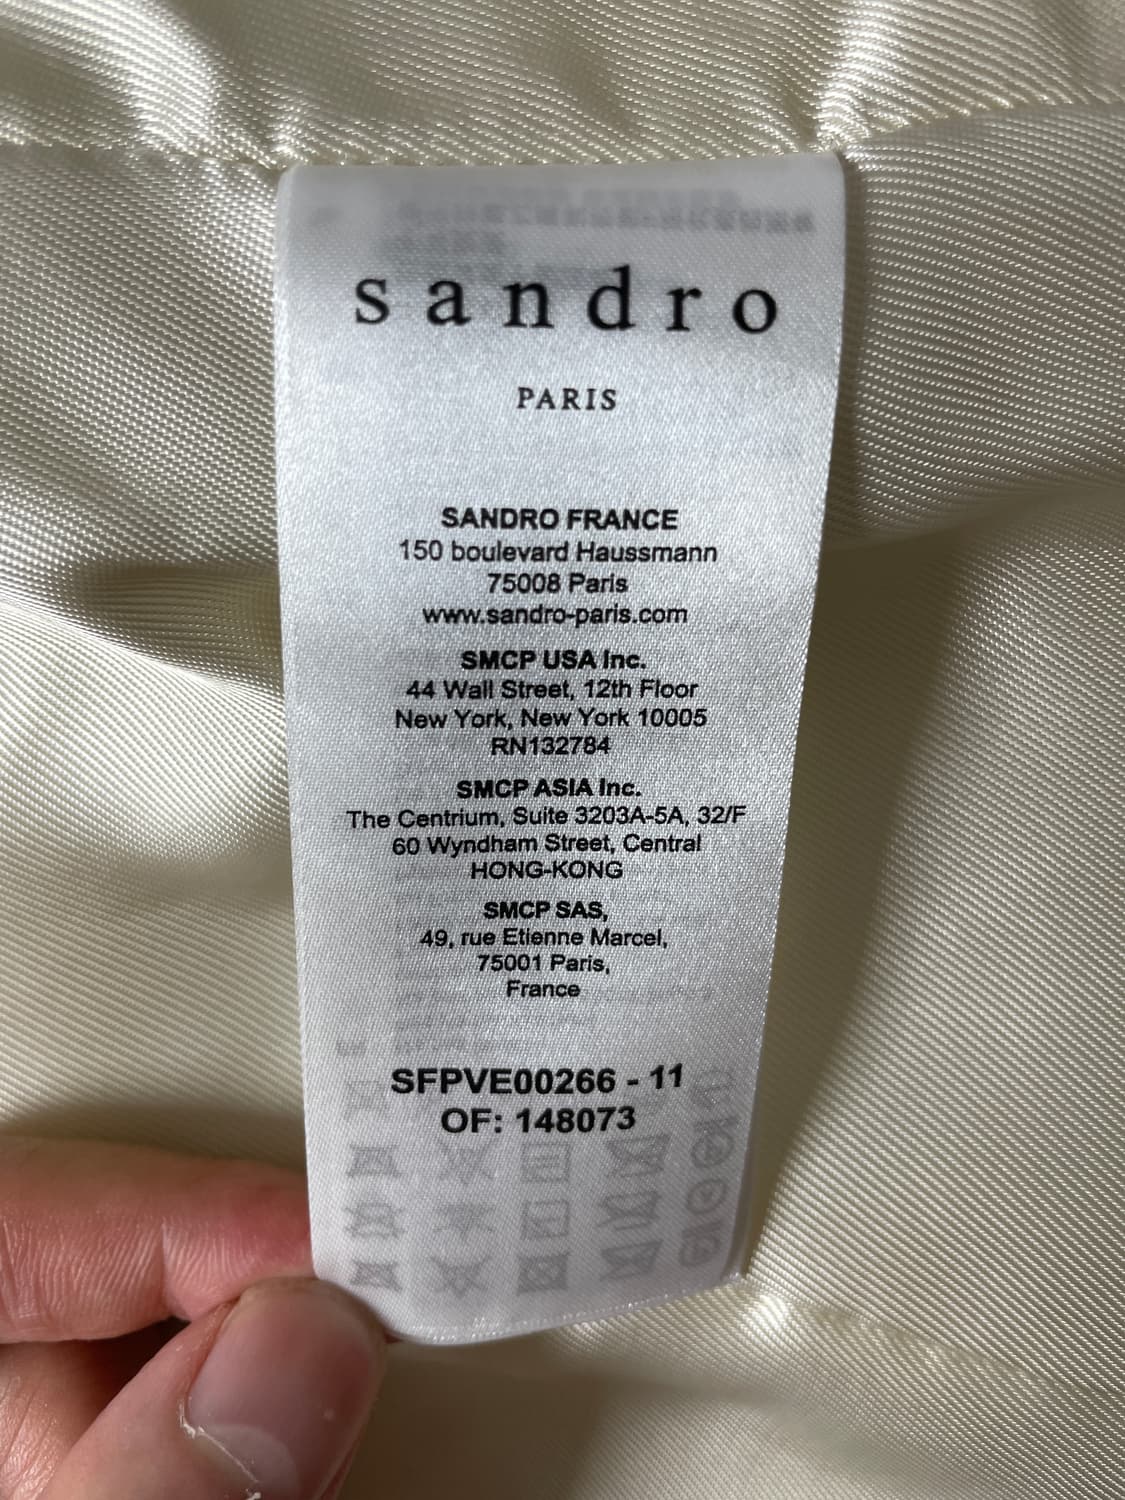 sandro
PARIS
SANDRO FRANCE
150 boulevard Haussmann
75008 Paris
www.sandro-paris.com
SMCP USA Inc.
44 Wall Street, 12th Floor
New York, New York 10005
RN132784
SMCP ASIA Inc.
The Centrium, Suite 3203A-5A, 32/F
60 Wyndham Street, Central
HONG-KONG
SMCP SAS,
49, rue Etienne Marcel,
75001 Paris,
France
SFPVE00266 - 11
OF: 148073